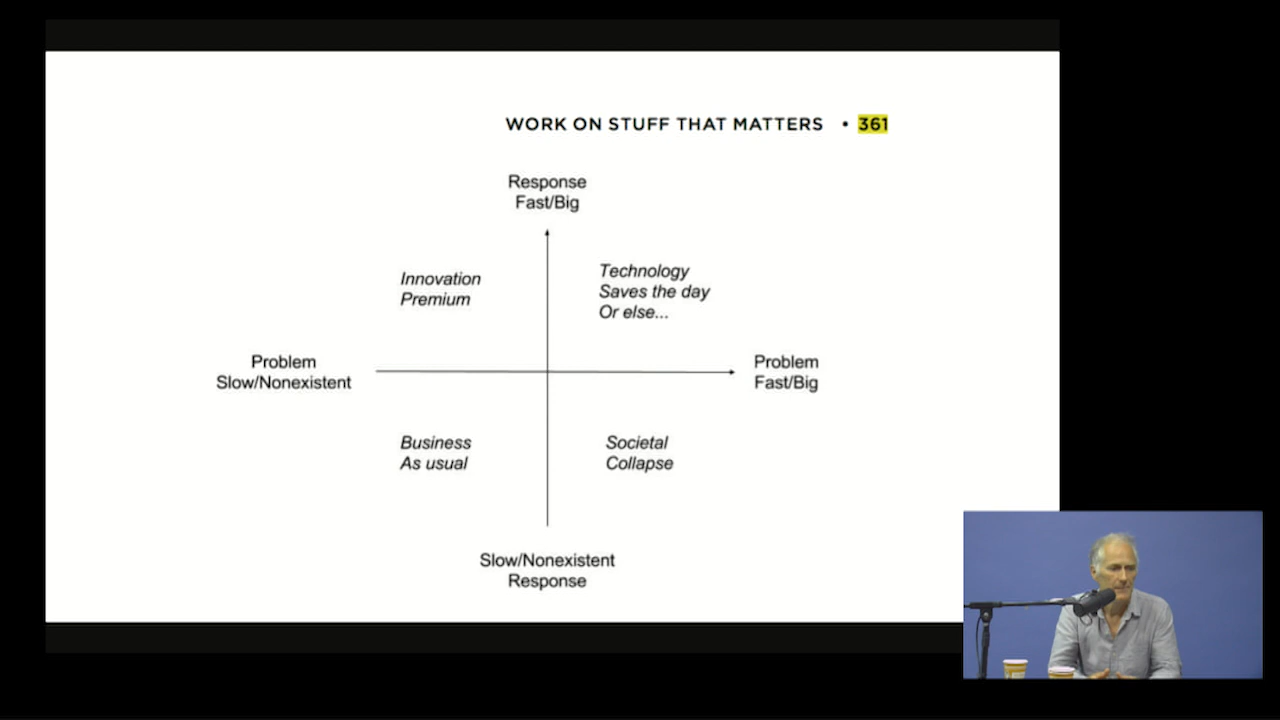 WORK ON STUFF THAT MATTERS • 361
Response
Fast/Big
Innovation
Premium
Technology
Saves the day
Or else...
Problem
Slow/Nonexistent
Problem
Fast/Big
Business
As usual
Societal
Collapse
Slow/Nonexistent
Response